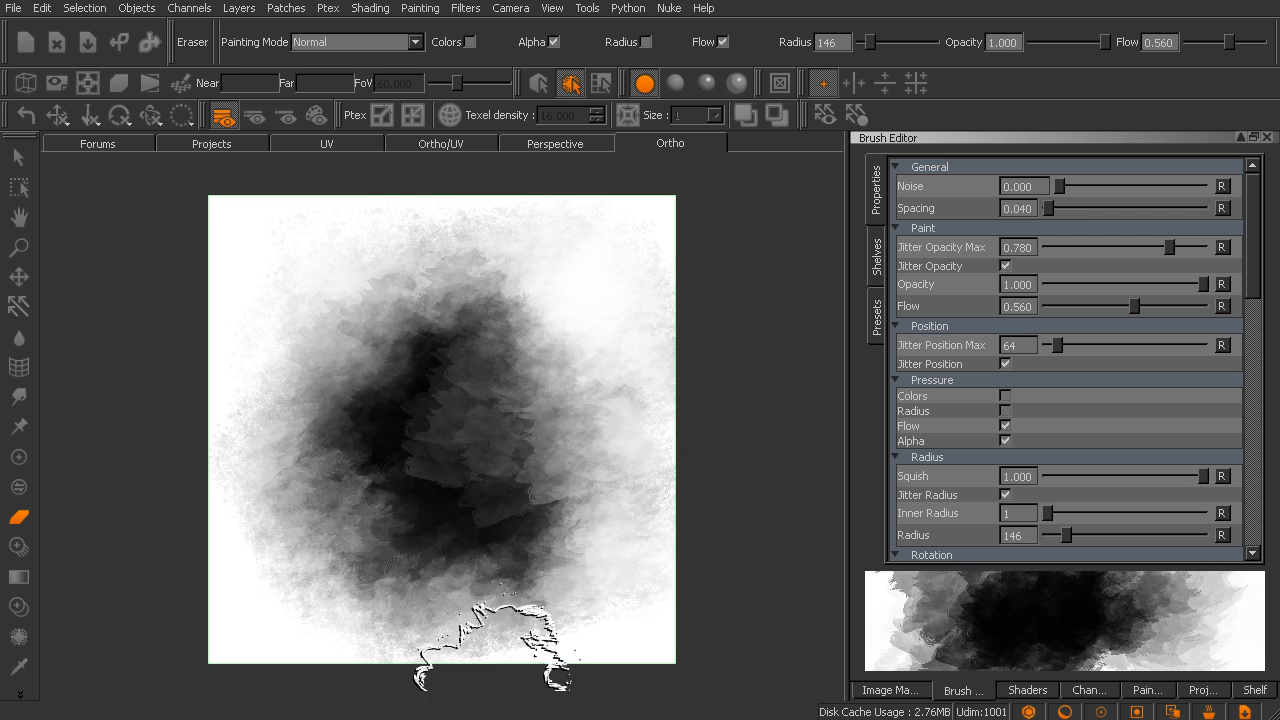 File Edit Selection Objects Channels Layers Patches Ptex Shading Painting Filters Camera View Tools Python Nuke Help
Eraser Painting Mode Normal Colors Alpha Radius Flow Radius 146 Opacity 1.000 Flow 0.560
Near Far FoV 60.000
Ptex Texel density : 16.000 Size : 1
Forums Projects UV Ortho/UV Perspective Ortho
Brush Editor
Properties
Shelves
Presets
General
Noise 0.000 R
Spacing 0.040 R
Paint
Jitter Opacity Max 0.780 R
Jitter Opacity
Opacity 1.000 R
Flow 0.560 R
Position
Jitter Position Max 64 R
Jitter Position
Pressure
Colors
Radius
Flow
Alpha
Radius
Squish 1.000 R
Jitter Radius
Inner Radius 1 R
Radius 146 R
Rotation
Image Ma... Brush ... Shaders Chan... Pain... Proj... Shelf
Disk Cache Usage : 2.76MB Udim:1001